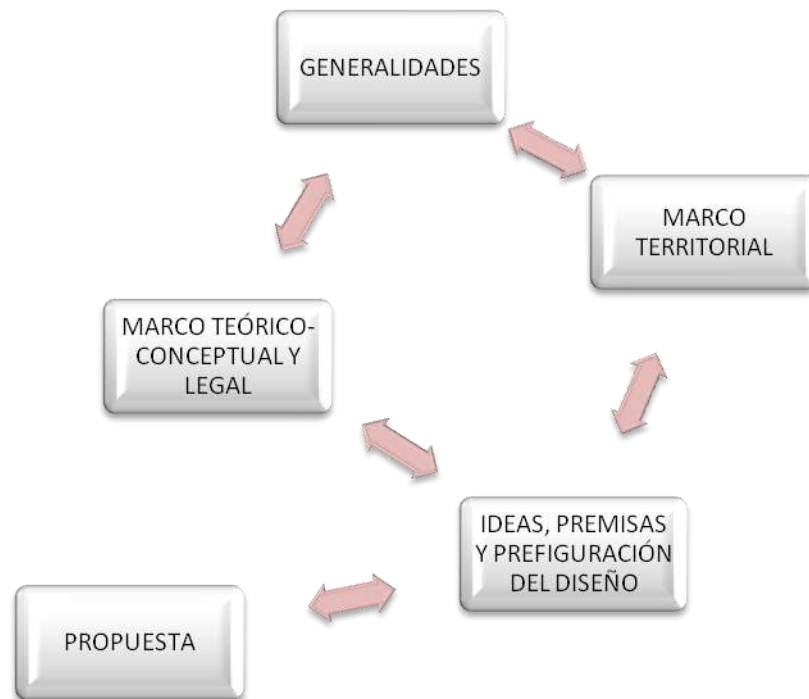 GENERALIDADES
MARCO
TERRITORIAL
MARCO TEÓRICO-
CONCEPTUAL Y
LEGAL
IDEAS, PREMISAS
Y PREFIGURACIÓN
DEL DISEÑO
PROPUESTA